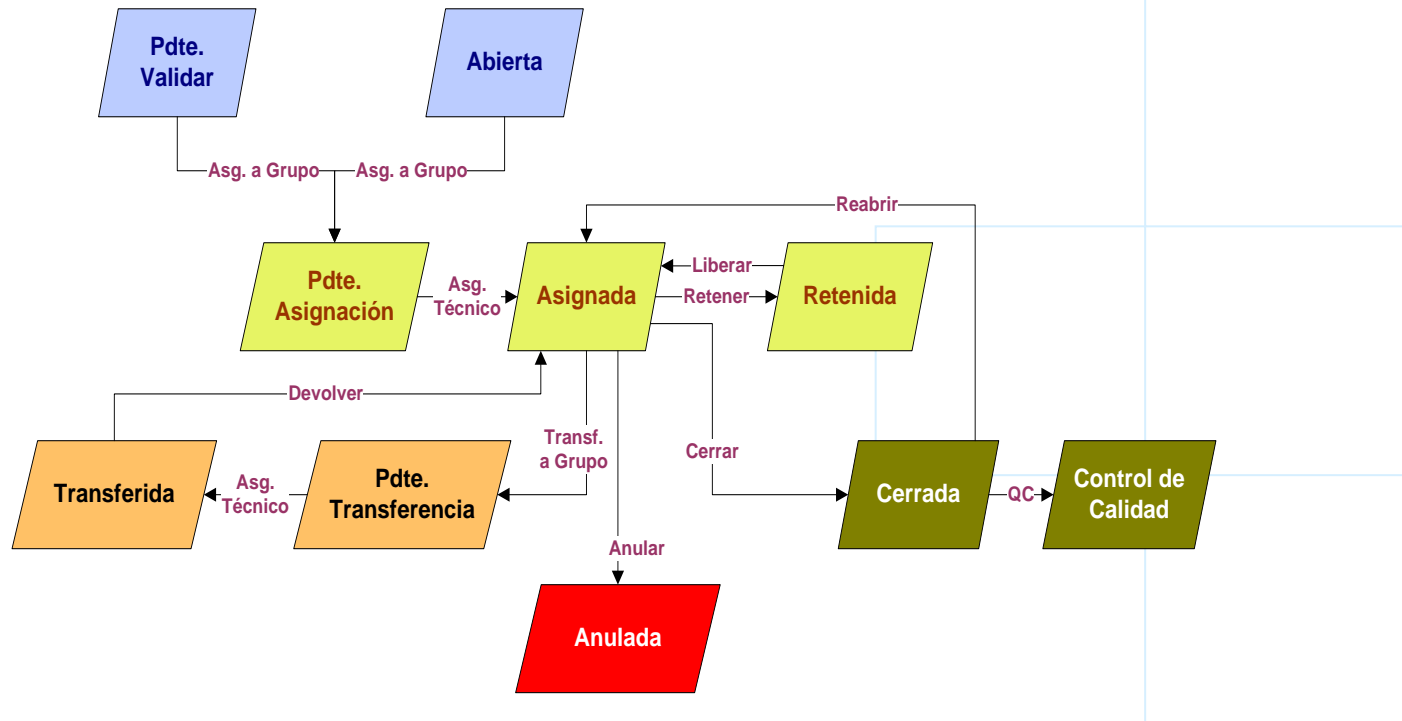 Pdte.
Validar
Abierta
Asg. a Grupo
Asg. a Grupo
Reabrir
Pdte.
Asignación
Asg.
Técnico
Asignada
Liberar
Retener
Retenida
Devolver
Transferida
Asg.
Técnico
Pdte.
Transferencia
Transf.
a Grupo
Cerrar
Cerrada
QC
Control de
Calidad
Anular
Anulada